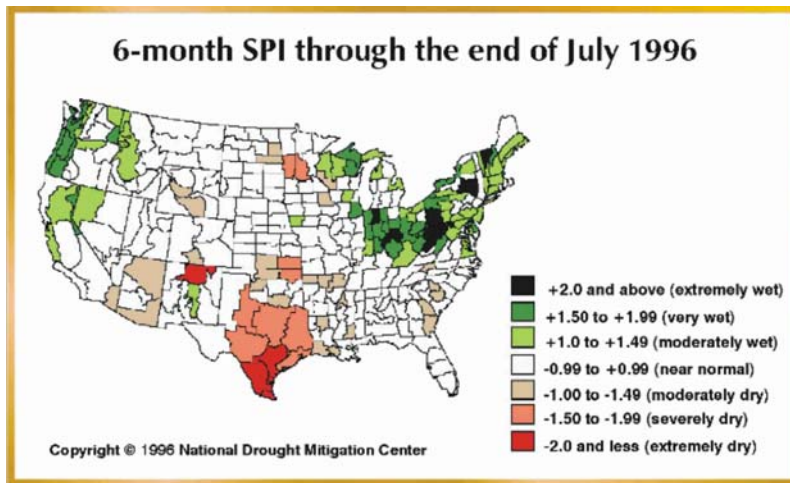 6-month SPI through the end of July 1996
+2.0 and above (extremely wet)
+1.50 to +1.99 (very wet)
+1.0 to +1.49 (moderately wet)
-0.99 to +0.99 (near normal)
-1.00 to -1.49 (moderately dry)
-1.50 to -1.99 (severely dry)
-2.0 and less (extremely dry)
Copyright © 1996 National Drought Mitigation Center